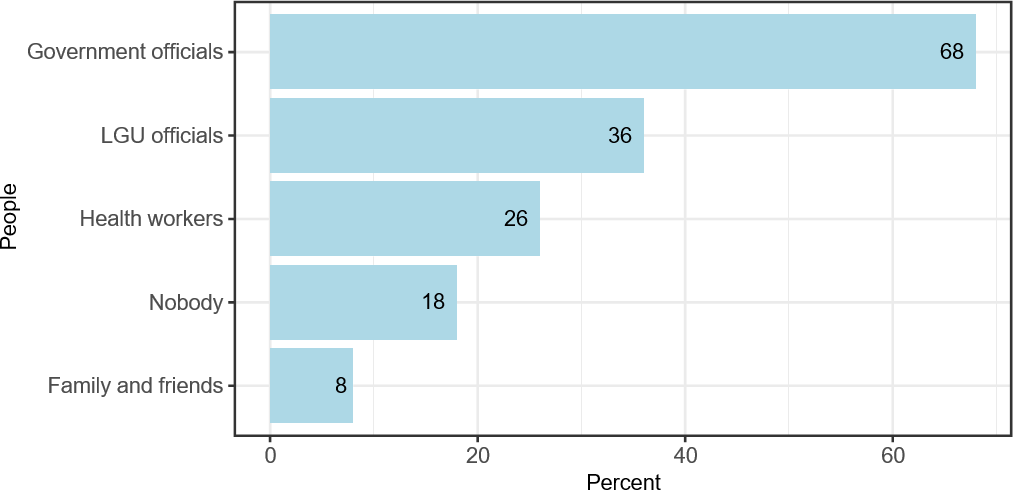 Government officials
68
LGU officials
36
Health workers
26
Nobody
18
Family and friends
8
People
0 20 40 60
Percent